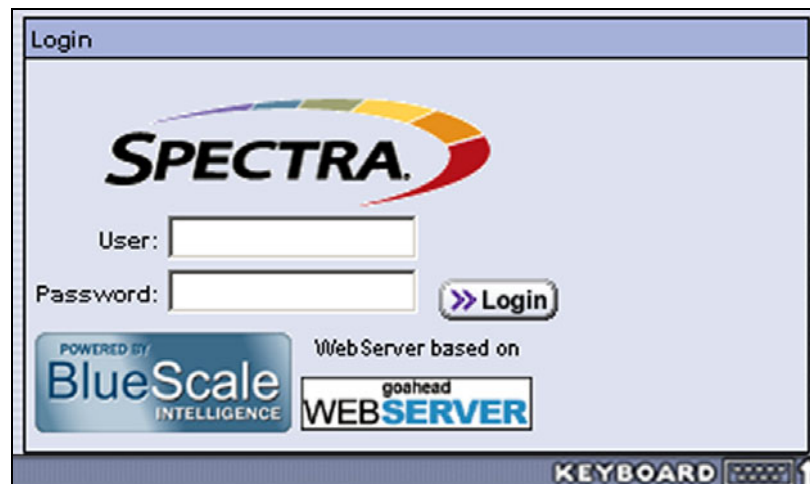 Login
SPECTRA.
User:
Password:
Login
POWERED BY
BlueScale
INTELLIGENCE
WebServer based on
goahead
WEBSERVER
KEYBOARD